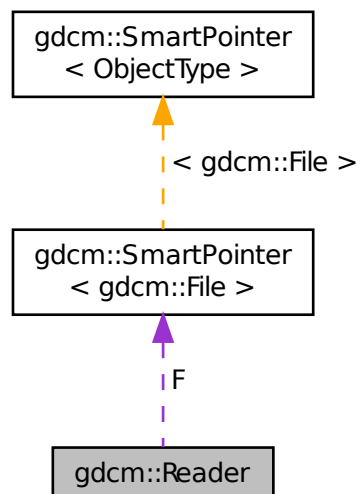 gdcm::SmartPointer
< ObjectType >
< gdcm::File >
gdcm::SmartPointer
< gdcm::File >
F
gdcm::Reader